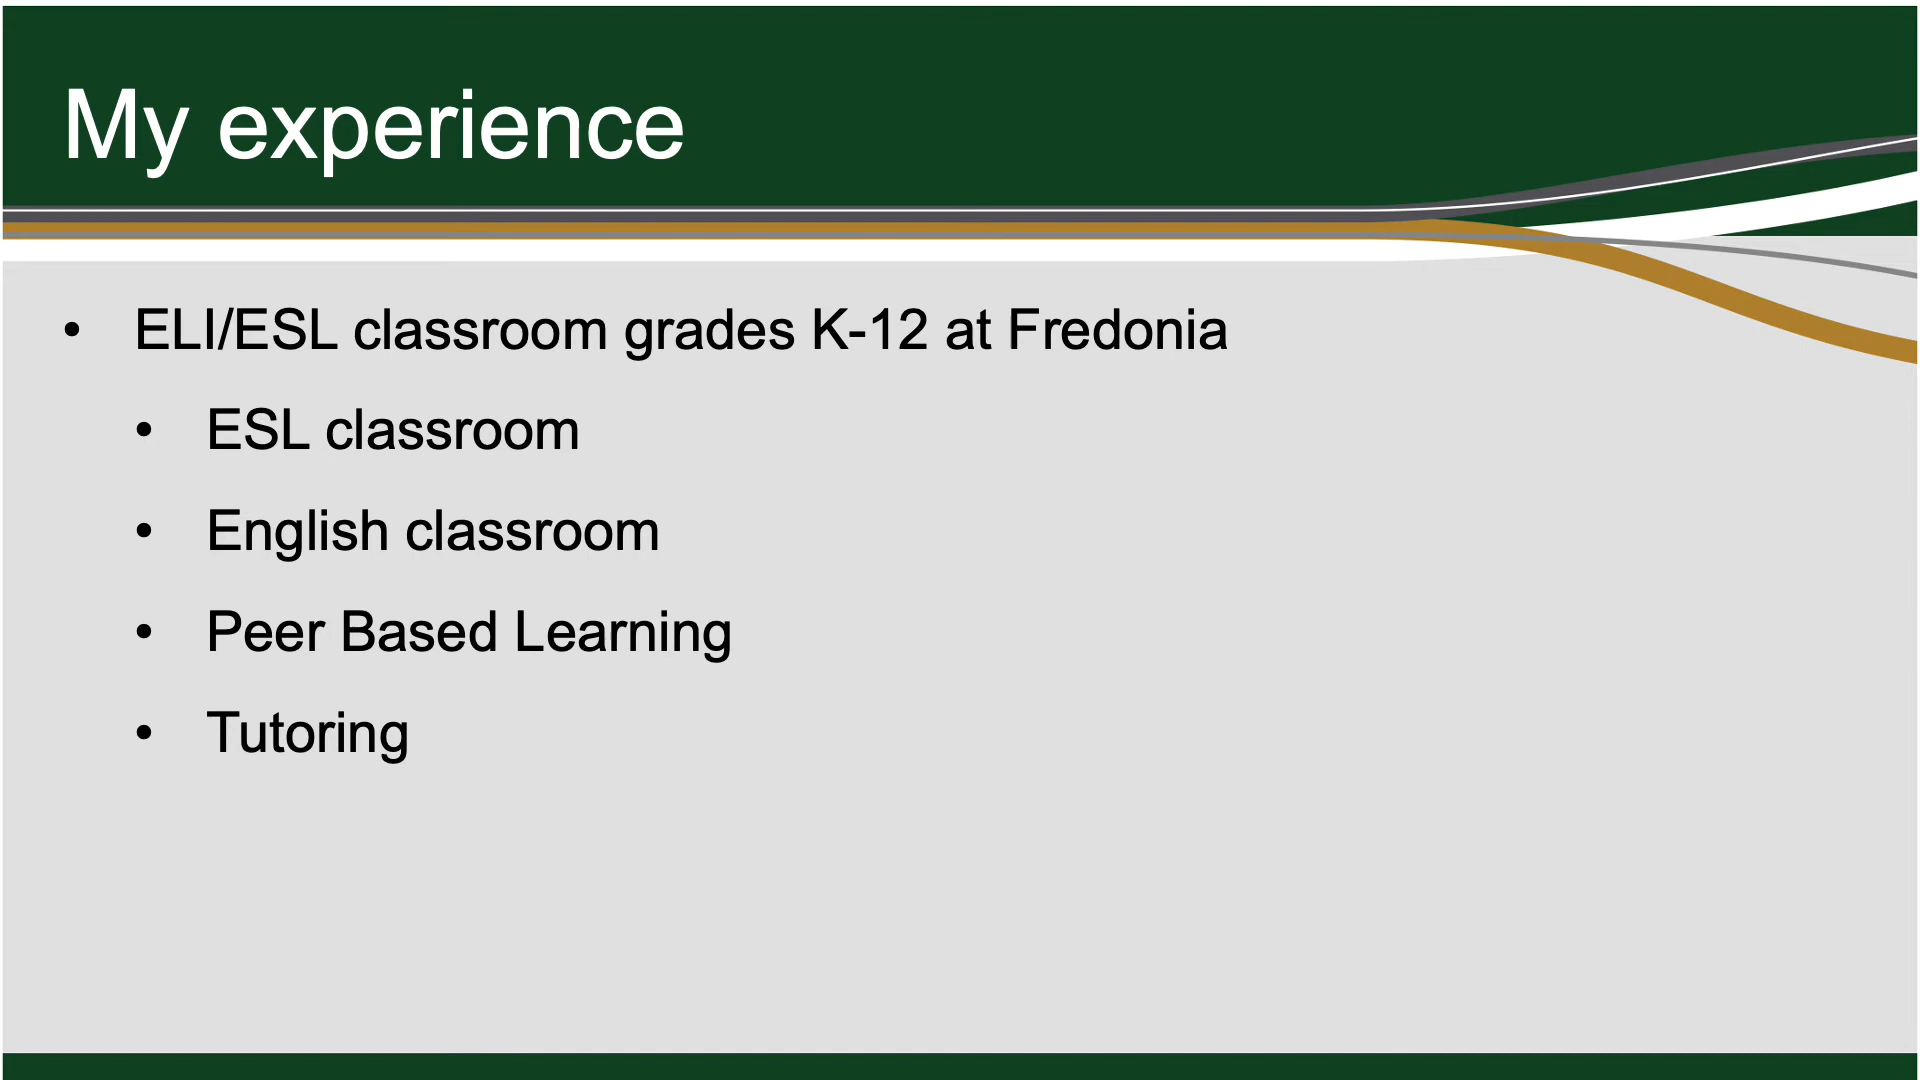 My experience
• ELI/ESL classroom grades K-12 at Fredonia
• ESL classroom
• English classroom
• Peer Based Learning
• Tutoring